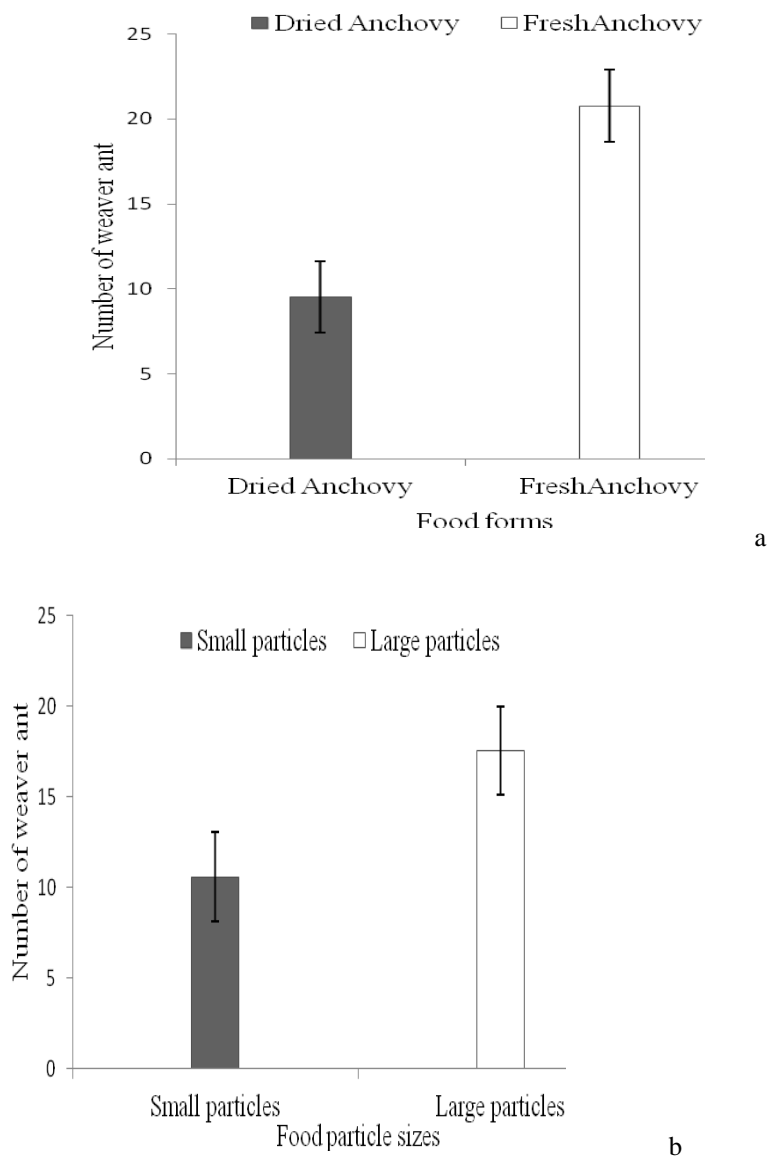 Dried Anchovy FreshAnchovy
25
20
15
10
5
0
Number of weaver ant
Dried Anchovy FreshAnchovy
Food forms
a
25
20
15
10
5
0
Number of weaver ant
Small particles Large particles
Small particles Large particles
Food particle sizes
b